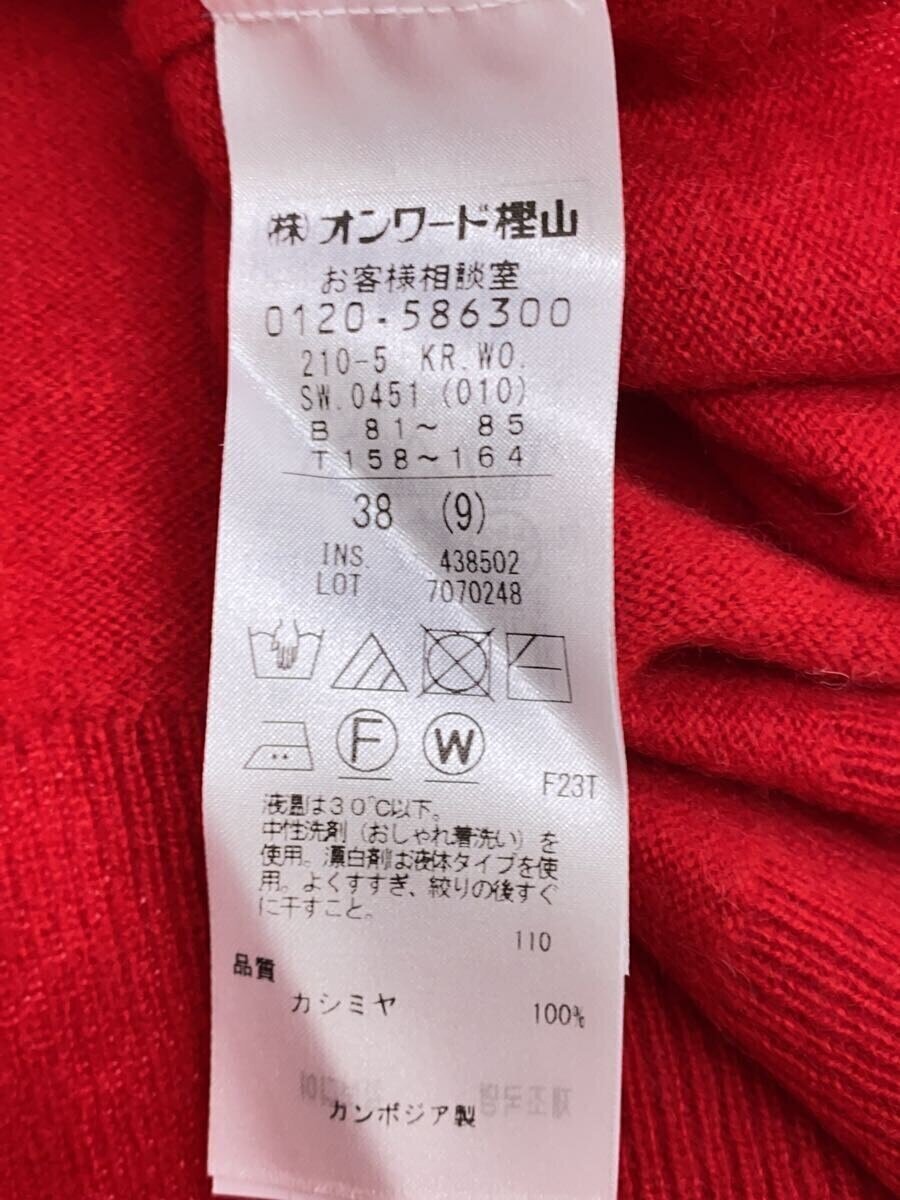 (株)オンワード樫山
お客様相談室
0120-586300
210-5 KR.WO.
SW.0451 (010)
B 81～ 85
T158～164
38 (9)
INS. 438502
LOT 7070248
F
W
F23T
液温は30℃以下。
中性洗剤（おしゃれ着洗い）を
使用。漂白剤は液体タイプを使
用。よくすすぎ、絞りの後すぐ
に干すこと。
110
品質
カシミヤ 100%
カンボジア製